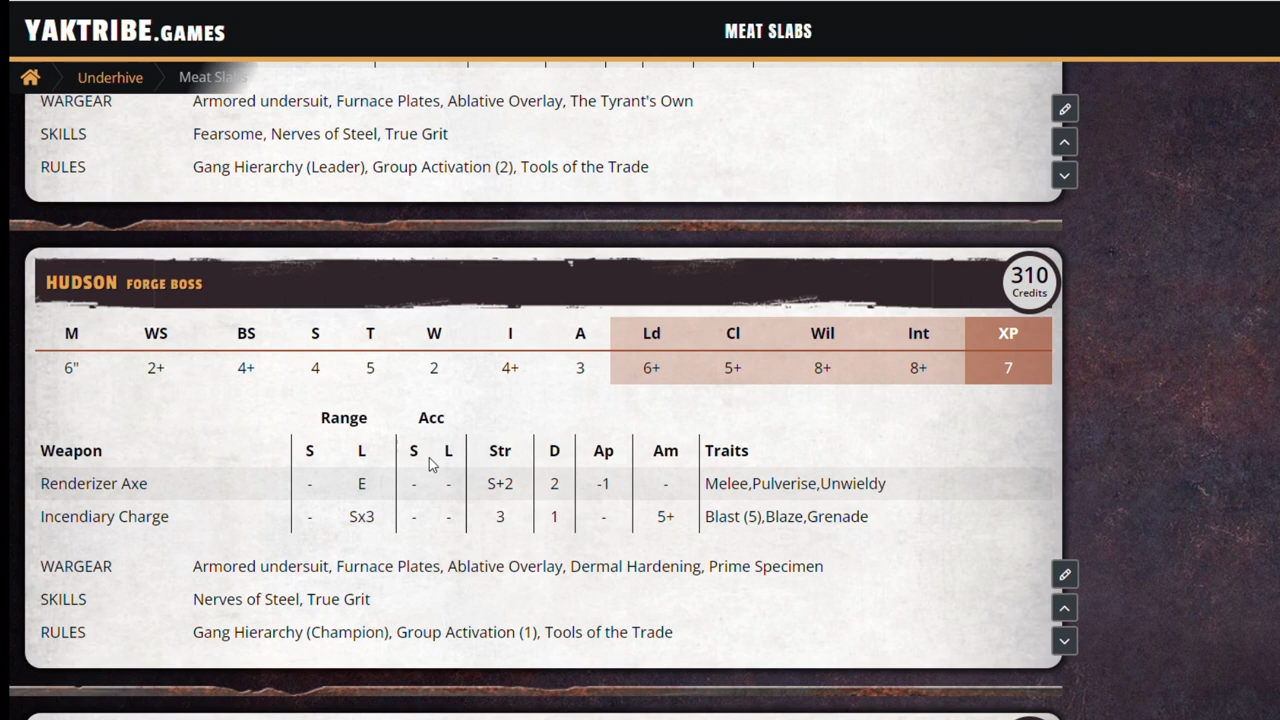 YAKTRIBE.GAMES MEAT SLABS
Underhive Meat Slabs
WARGEAR Armored undersuit, Furnace Plates, Ablative Overlay, The Tyrant's Own
SKILLS Fearsome, Nerves of Steel, True Grit
RULES Gang Hierarchy (Leader), Group Activation (2), Tools of the Trade
HUDSON FORGE BOSS 310
Credits
M WS BS S T W I A Ld Cl Wil Int XP
6" 2+ 4+ 4 5 2 4+ 3 6+ 5+ 8+ 8+ 7
Range Acc
Weapon S L S L Str D Ap Am Traits
Renderizer Axe - E - - S+2 2 -1 - Melee,Pulverise,Unwieldy
Incendiary Charge - Sx3 - - 3 1 - 5+ Blast (5),Blaze,Grenade
WARGEAR Armored undersuit, Furnace Plates, Ablative Overlay, Dermal Hardening, Prime Specimen
SKILLS Nerves of Steel, True Grit
RULES Gang Hierarchy (Champion), Group Activation (1), Tools of the Trade